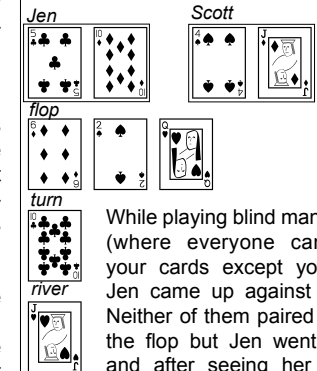 Jen Scott
flop
turn
While playing blind man
(where everyone can
your cards except yo
river
Jen came up against
Neither of them paired
the flop but Jen went
and after seeing her